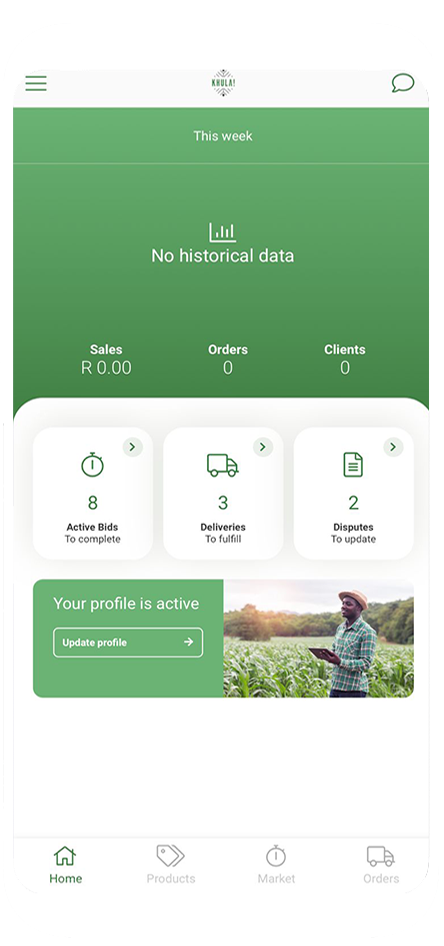 KHULA!
This week
No historical data
Sales Orders Clients
R 0.00 0 0
8 3 2
Active Bids Deliveries Disputes
To complete To fulfill To update
Your profile is active
Update profile
Home Products Market Orders